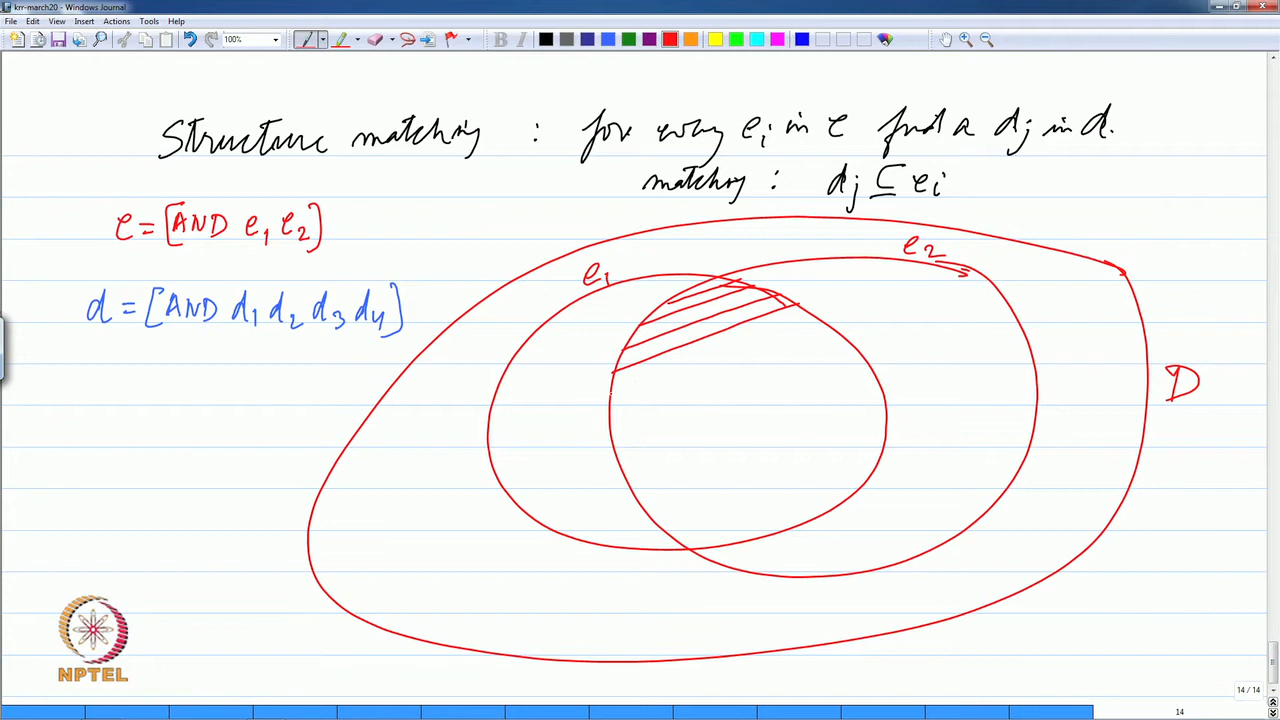 krr-march20 - Windows Journal
File Edit View Insert Actions Tools Help
100%
Structure matching : for every eᵢ in e find a dⱼ in d.
matching : dⱼ ⊆ eᵢ
e = [AND e₁ e₂]
d = [AND d₁ d₂ d₃ d₄]
e₁
e₂
D
NPTEL
14 / 14
14